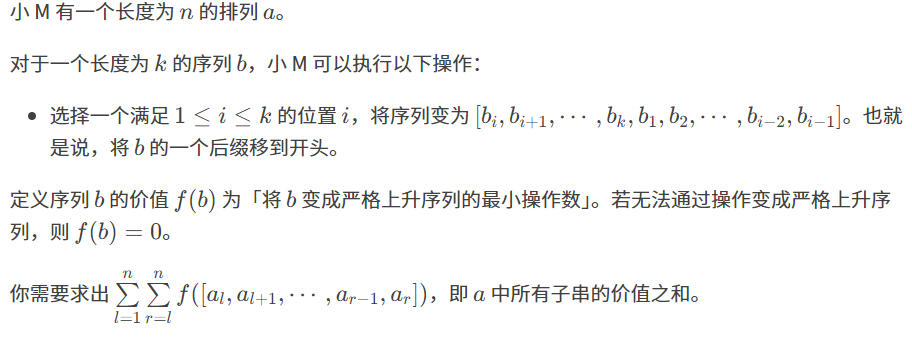 小 M 有一个长度为 $n$ 的排列 $a$。
对于一个长度为 $k$ 的序列 $b$，小 M 可以执行以下操作：
• 选择一个满足 $1 \leq i \leq k$ 的位置 $i$，将序列变为 $[b_i, b_{i+1}, \cdots, b_k, b_1, b_2, \cdots, b_{i-2}, b_{i-1}]$。也就
是说，将 $b$ 的一个后缀移到开头。
定义序列 $b$ 的价值 $f(b)$ 为「将 $b$ 变成严格上升序列的最小操作数」。若无法通过操作变成严格上升序
列，则 $f(b) = 0$。
你需要求出 $\sum_{l=1}^{n} \sum_{r=l}^{n} f([a_l, a_{l+1}, \cdots, a_{r-1}, a_r])$，即 $a$ 中所有子串的价值之和。